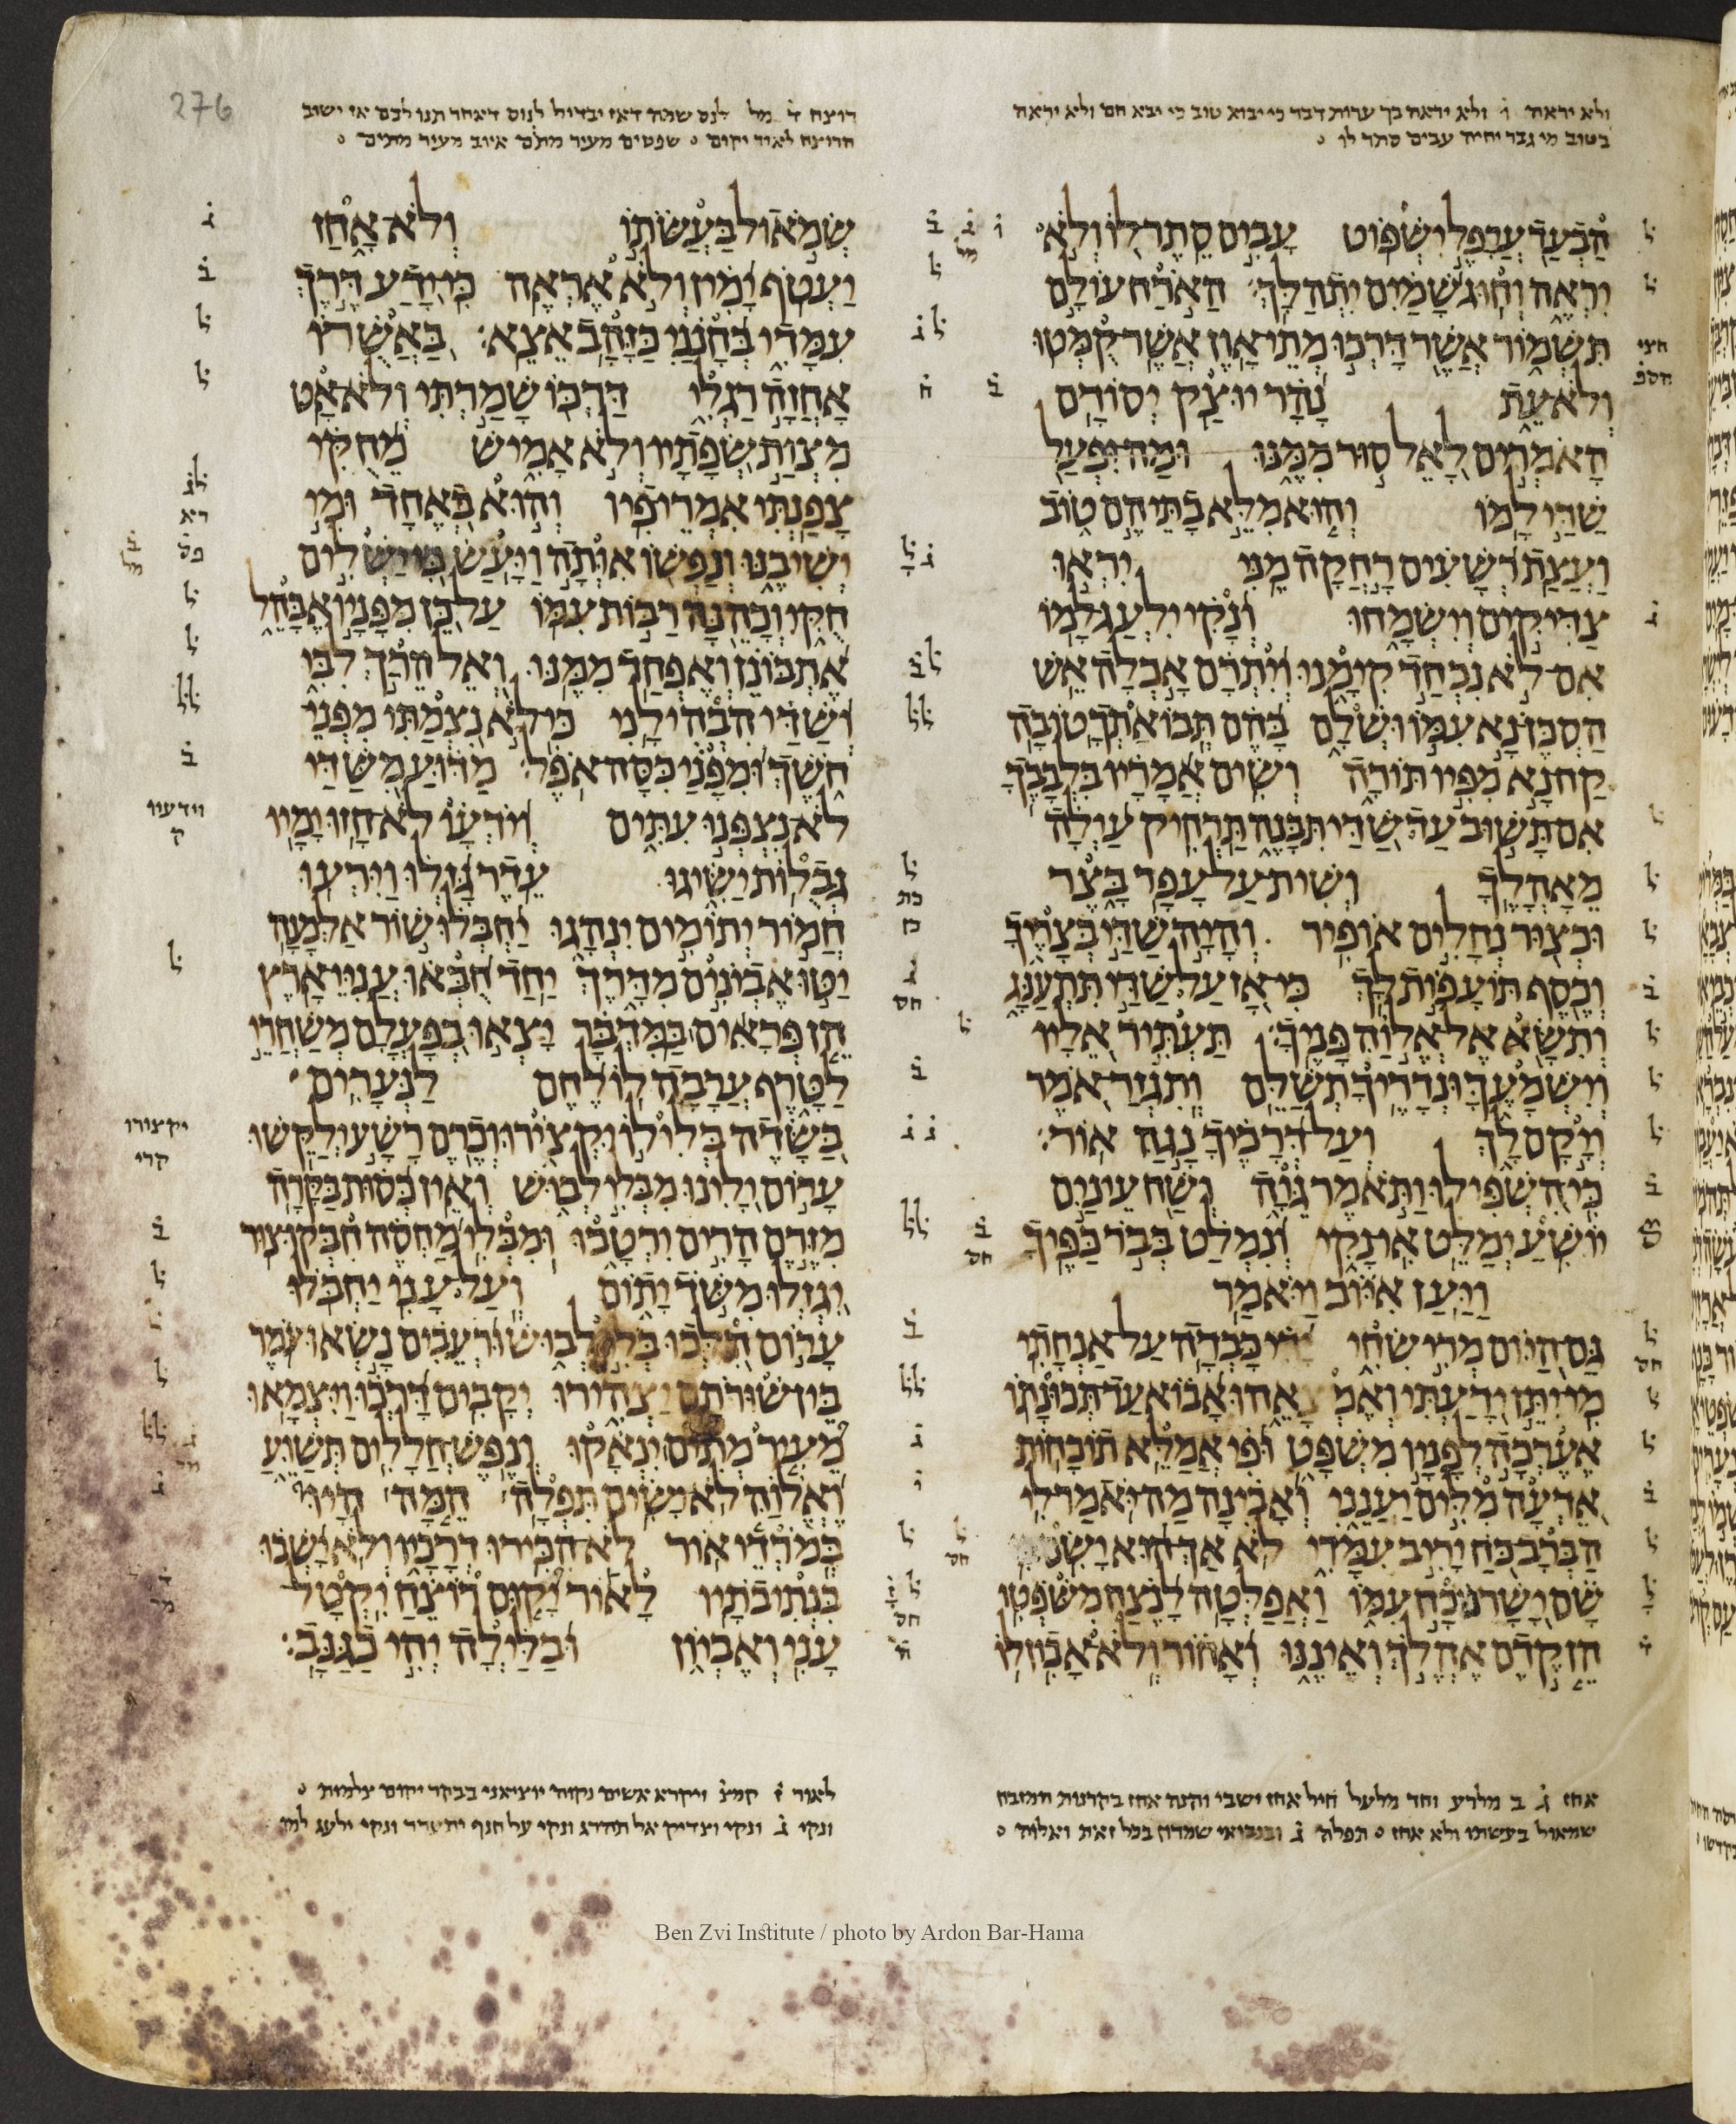 ולא יראה ו ולא יראה בך ערות דבר כי יבוא טוב כי יבא חם ולא יראה
בטוב מי גבר יחיה עבים סתר לו
הבעד ערפל ישפוט עבים סתר לו ולא
יראה וחוג שמים יתהלך הארח עולם
תשמור אשר דרכו מתי און אשר קמטו
ולא עת נהר יוצק יסודם
האמרים לאל סור ממנו ומה יפעל
שדי למו והוא מלא בתיהם טוב
ועצת רשעים רחקה מני יראו
צדיקים וישמחו ונקי ילעג למו
אם לא נכחד קימנו ויתרם אכלה אש
הסכן נא עמו ושלם בהם תבואתך טובה
קח נא מפיו תורה ושים אמריו בלבבך
אם תשוב עד שדי תבנה תרחיק עולה
מאהלך ושית על עפר בצר
ובצור נחלים אופיר והיה שדי בצריך
וכסף תועפות לך כי אז על שדי תתענג
ותשא אל אלוה פניך תעתיר אליו
וישמעך ונדריך תשלם ותגזר אמר
ויקם לך ועל דרכיך נגה אור
כי השפילו ותאמר גוה ושח עינים
יושע ימלט אי נקי ונמלט בבר כפיך
ויען איוב ויאמר
גם היום מרי שחי ידי כבדה על אנחתי
מי יתן ידעתי ואמצאהו אבוא עד תכונתו
אערכה לפניו משפט ופי אמלא תוכחות
אדעה מלים יענני ואבינה מה יאמר לי
הברב כח יריב עמדי לא אך הוא ישם
שם ישר נוכח עמו ואפלטה לנצח משפטי
הן קדם אהלך ואיננו ואחור ולא אבין לו
אחז ג ב מלרע וחד מלעל חיל אחז ישבי והנה אחז בקרנות המזבח
שמאול בעשתו ולא אחז תפלה ג ובנביאי שמרון בכל זאת ואלוה
רוצח ד מל לנס שמה דאז יבדיל לנוס דאחר תנו לכם אז ישוב
הרוצח לאור יקום שפטים מעיר מתם איוב מעיר מתים
שמאול בעשתו ולא אחז
יעטף ימין ולא אראה כי ידע דרך
עמדי בחנני כזהב אצא באשרו
אחזה רגלי דרכו שמרתי ולא אט
מצות שפתיו ולא אמיש מחקי
צפנתי אמרי פיו והוא באחד ומי
ישיבנו ונפשו אותה ויעש כי ישלים
חקי וכהנה רבות עמו על כן מפניו אבהל
אתבונן ואפחד ממנו ואל הרך לבי
ושדי הבהילני כי לא נצמתי מפני
חשך ומפני כסה אפל מדוע משדי
לא נצפנו עתים וידעו לא חזו ימיו
גבלות ישיגו עדר גזלו וירעו
חמור יתומים ינהגו יחבלו שור אלמנה
יטו אביונים מדרך יחד חבאו עניי ארץ
הן פראים במדבר יצאו בפעלם משחרי
לטרף ערבה לו לחם לנערים
בשדה בלילו יקצירו וכרם רשע ילקשו
ערום ילינו מבלי לבוש ואין כסות בקרה
מזרם הרים ירטבו ומבלי מחסה חבקו צור
יגזלו משד יתום ועל עני יחבלו
ערום הלכו בלי לבוש ורעבים נשאו עמר
בין שורתם יצהירו יקבים דרכו ויצמאו
מעיר מתים ינאקו ונפש חללים תשוע
ואלוה לא ישים תפלה המה היו
במרדי אור לא הכירו דרכיו ולא ישבו
בנתיבתיו לאור יקום רוצח יקטל
עני ואביון ובלילה יהי כגנב
לאור ז קמצ ויקרא אשים נקוה יוציאני בבקר יקום צלמות
ונקי ג ונקי וצדיק אל תהרג ונקי על חנף יתערר ונקי ילעג למו
וידעיו
ק
יקצורו
קרי
276
Ben Zvi Institute / photo by Ardon Bar-Hama